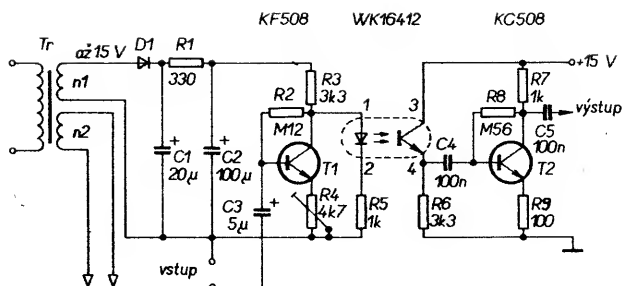 KF508 WK16412 KC508
Tr až 15 V D1 R1 +15 V
330
n1
R3
3k3
R7
1k
R2
M12
1 3
R8
M56
výstup
C5
100n
n2
+
C1
20µ
+
C2
100µ
T1
2 4
C4
100n
T2
C3
5µ
+
R4
4k7
R5
1k
R6
3k3
R9
100
vstup